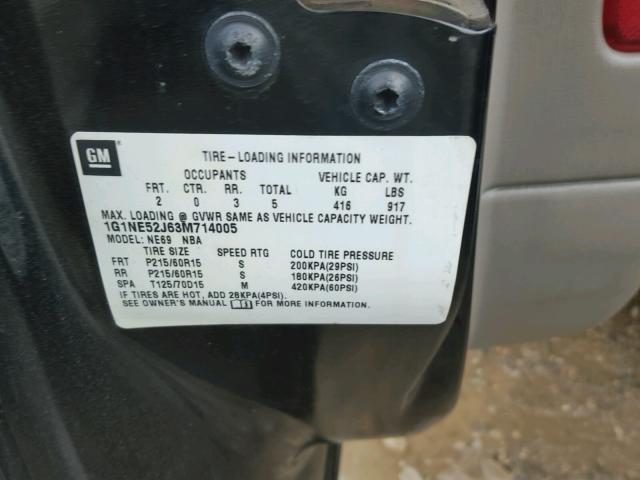 GM
TIRE-LOADING INFORMATION
OCCUPANTS VEHICLE CAP. WT.
FRT. CTR. RR. TOTAL KG LBS
2 0 3 5 416 917
MAX. LOADING @ GVWR SAME AS VEHICLE CAPACITY WEIGHT.
1G1NE52J63M714005
MODEL: NE69 NBA
TIRE SIZE SPEED RTG COLD TIRE PRESSURE
FRT P215/60R15 S 200KPA(29PSI)
RR P215/60R15 S 180KPA(26PSI)
SPA T125/70D15 M 420KPA(60PSI)
IF TIRES ARE HOT, ADD 28KPA(4PSI).
SEE OWNER'S MANUAL FOR MORE INFORMATION.